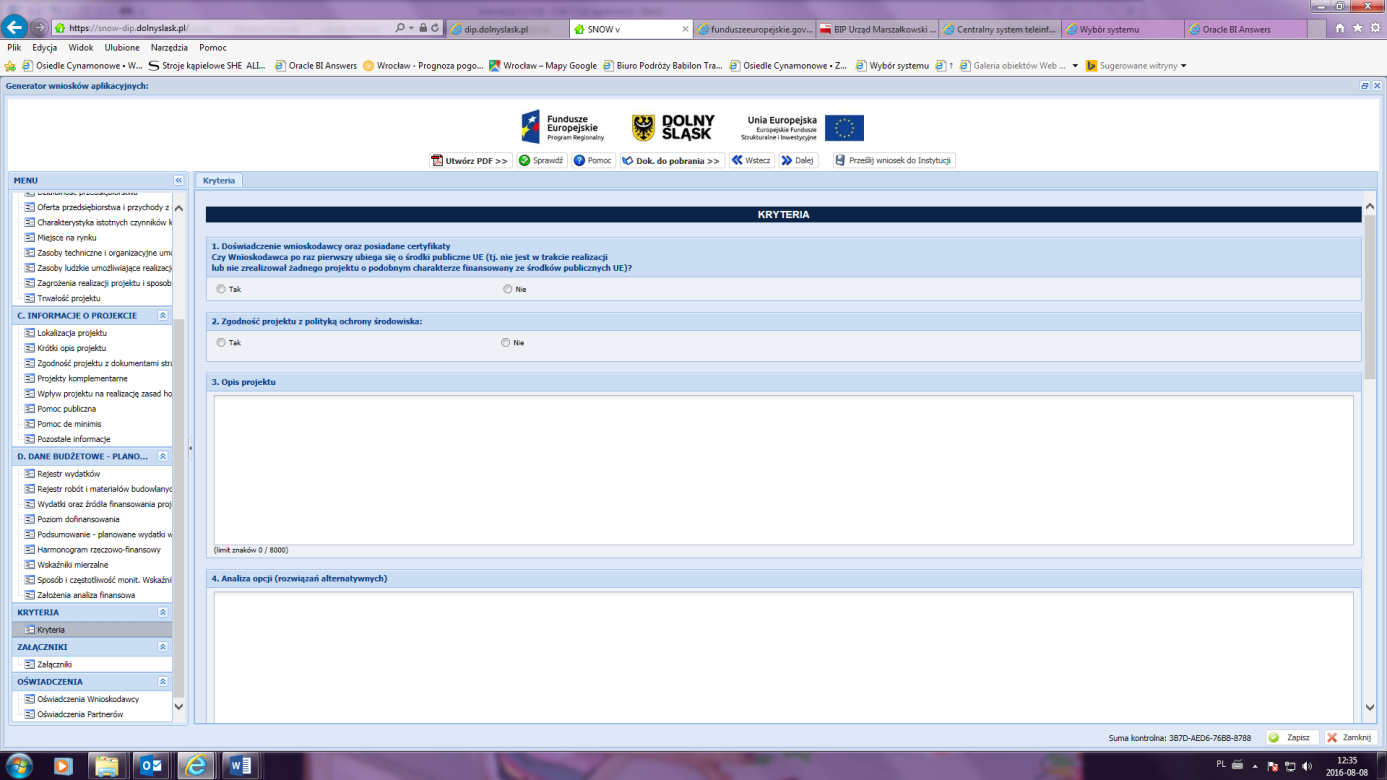 https://snow-dip.dolnyslask.pl/
dip.dolnyslask.pl
SNOW v
funduszeeuropejskie.gov...
BIP Urząd Marszałkowski ...
Centralny system teleinf...
Wybór systemu
Oracle BI Answers
Plik Edycja Widok Ulubione Narzędzia Pomoc
Osiedle Cynamonowe • W...
Stroje kąpielowe SHE ALI...
Oracle BI Answers
Wrocław - Prognoza pogo...
Wrocław – Mapy Google
Biuro Podróży Babilon Tra...
Osiedle Cynamonowe • Z...
Wybór systemu
Galeria obiektów Web ...
Sugerowane witryny
Generator wniosków aplikacyjnych:
Fundusze
Europejskie
Program Regionalny
DOLNY
ŚLĄSK
Unia Europejska
Europejskie Fundusze
Strukturalne i Inwestycyjne
Utwórz PDF >>
Sprawdź
Pomoc
Dok. do pobrania >>
Wstecz
Dalej
Prześlij wniosek do Instytucji
MENU
Działalność przedsiębiorstwa
Oferta przedsiębiorstwa i przychody z
Charakterystyka istotnych czynników k
Miejsce na rynku
Zasoby techniczne i organizacyjne umo
Zasoby ludzkie umożliwiające realizacj
Zagrożenia realizacji projektu i sposob
Trwałość projektu
C. INFORMACJE O PROJEKCIE
Lokalizacja projektu
Krótki opis projektu
Zgodność projektu z dokumentami stra
Projekty komplementarne
Wpływ projektu na realizację zasad ho
Pomoc publiczna
Pomoc de minimis
Pozostałe informacje
D. DANE BUDŻETOWE - PLANO...
Rejestr wydatków
Rejestr robót i materiałów budowlanyc
Wydatki oraz źródła finansowania proj
Poziom dofinansowania
Podsumowanie - planowane wydatki w
Harmonogram rzeczowo-finansowy
Wskaźniki mierzalne
Sposób i częstotliwość monit. Wskaźni
Założenia analiza finansowa
KRYTERIA
Kryteria
ZAŁĄCZNIKI
Załączniki
OŚWIADCZENIA
Oświadczenia Wnioskodawcy
Oświadczenia Partnerów
Kryteria
KRYTERIA
1. Doświadczenie wnioskodawcy oraz posiadane certyfikaty
Czy Wnioskodawca po raz pierwszy ubiega się o środki publiczne UE (tj. nie jest w trakcie realizacji
lub nie zrealizował żadnego projektu o podobnym charakterze finansowany ze środków publicznych UE)?
Tak Nie
2. Zgodność projektu z polityką ochrony środowiska:
Tak Nie
3. Opis projektu
(limit znaków 0 / 8000)
4. Analiza opcji (rozwiązań alternatywnych)
Suma kontrolna: 3B7D-AED6-76BB-8788
Zapisz
Zamknij
PL
12:35
2016-08-08